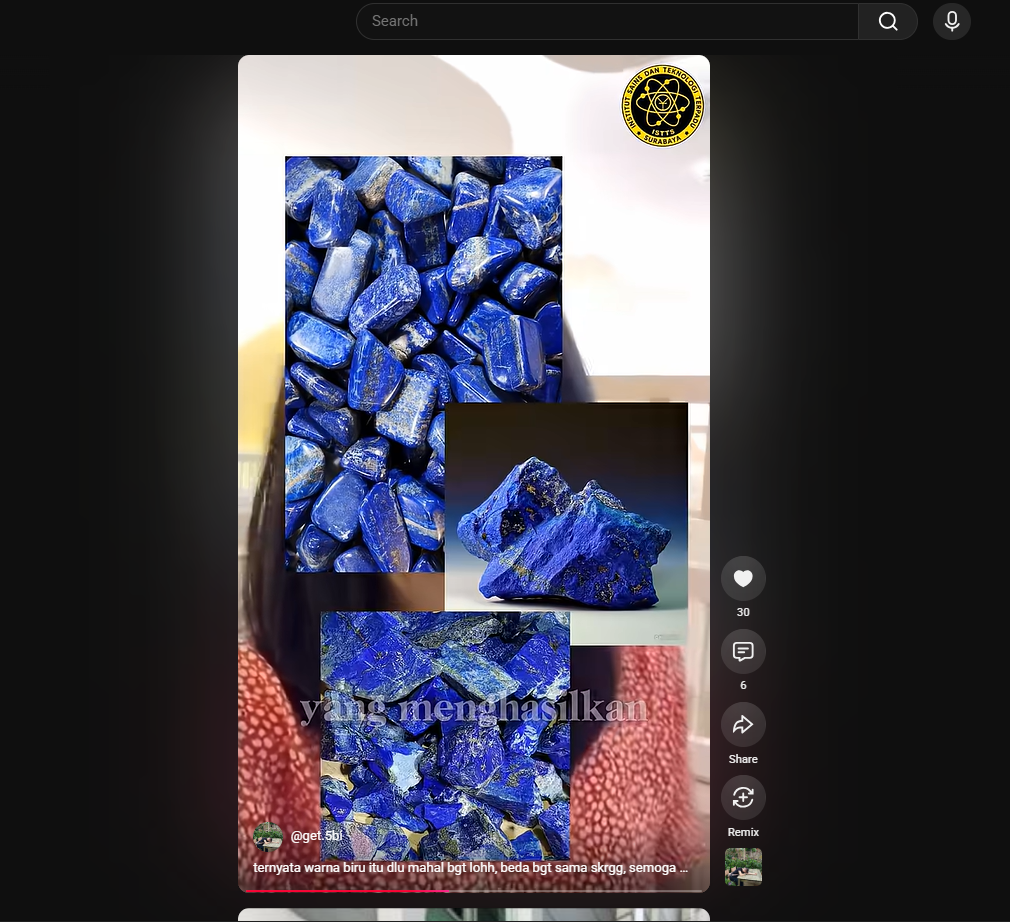 Search
INSTITUT SAINS DAN TEKNOLOGI TERPADU
ISTTS
SURABAYA
yang menghasilkan
30
6
Share
Remix
@get.5bi
ternyata warna biru itu dlu mahal bgt lohh, beda bgt sama skrgg, semoga ...